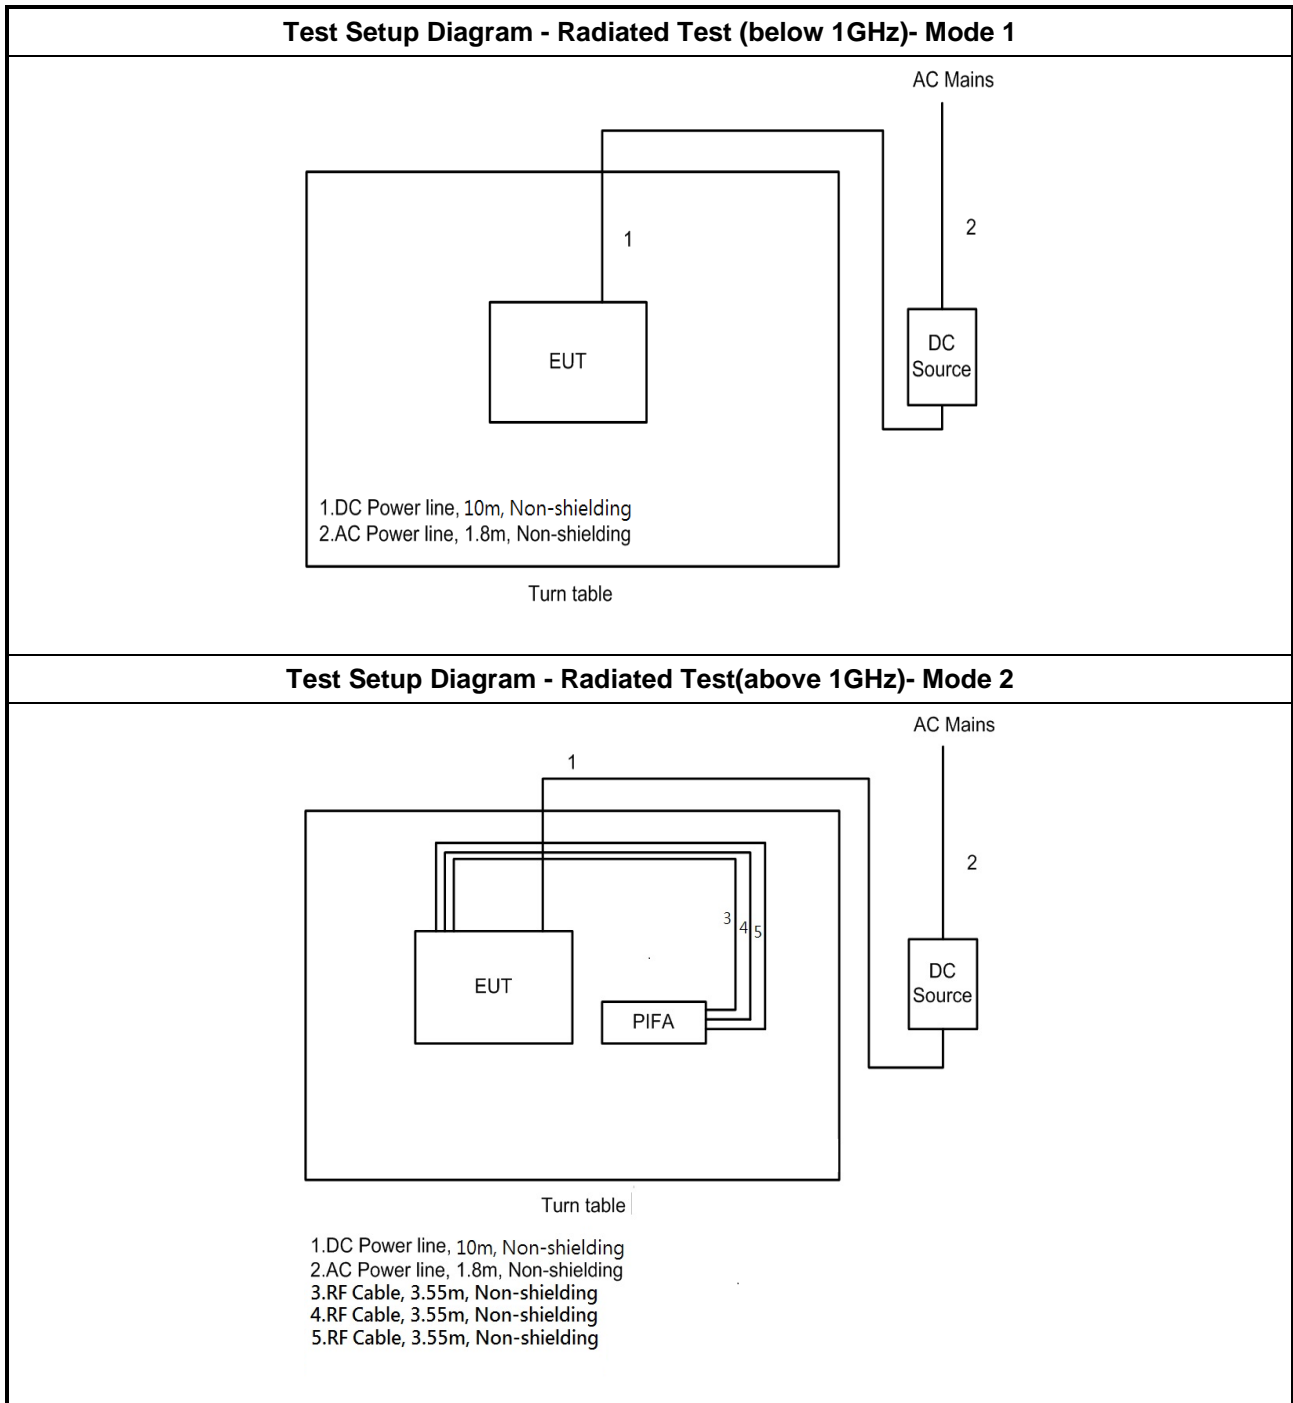 Test Setup Diagram - Radiated Test (below 1GHz)- Mode 1
AC Mains
1
2
EUT
DC
Source
1.DC Power line, 10m, Non-shielding
2.AC Power line, 1.8m, Non-shielding
Turn table
Test Setup Diagram - Radiated Test(above 1GHz)- Mode 2
AC Mains
1
2
3
4
5
EUT
PIFA
DC
Source
Turn table
1.DC Power line, 10m, Non-shielding
2.AC Power line, 1.8m, Non-shielding
3.RF Cable, 3.55m, Non-shielding
4.RF Cable, 3.55m, Non-shielding
5.RF Cable, 3.55m, Non-shielding